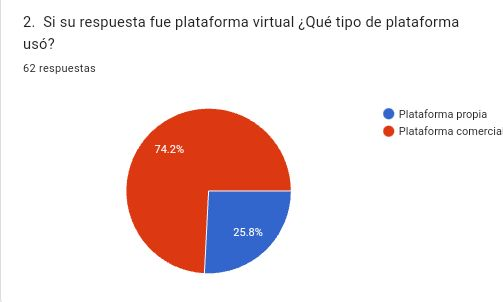 2. Si su respuesta fue plataforma virtual ¿Qué tipo de plataforma
usó?
62 respuestas
Plataforma propia
Plataforma comercia
74.2%
25.8%